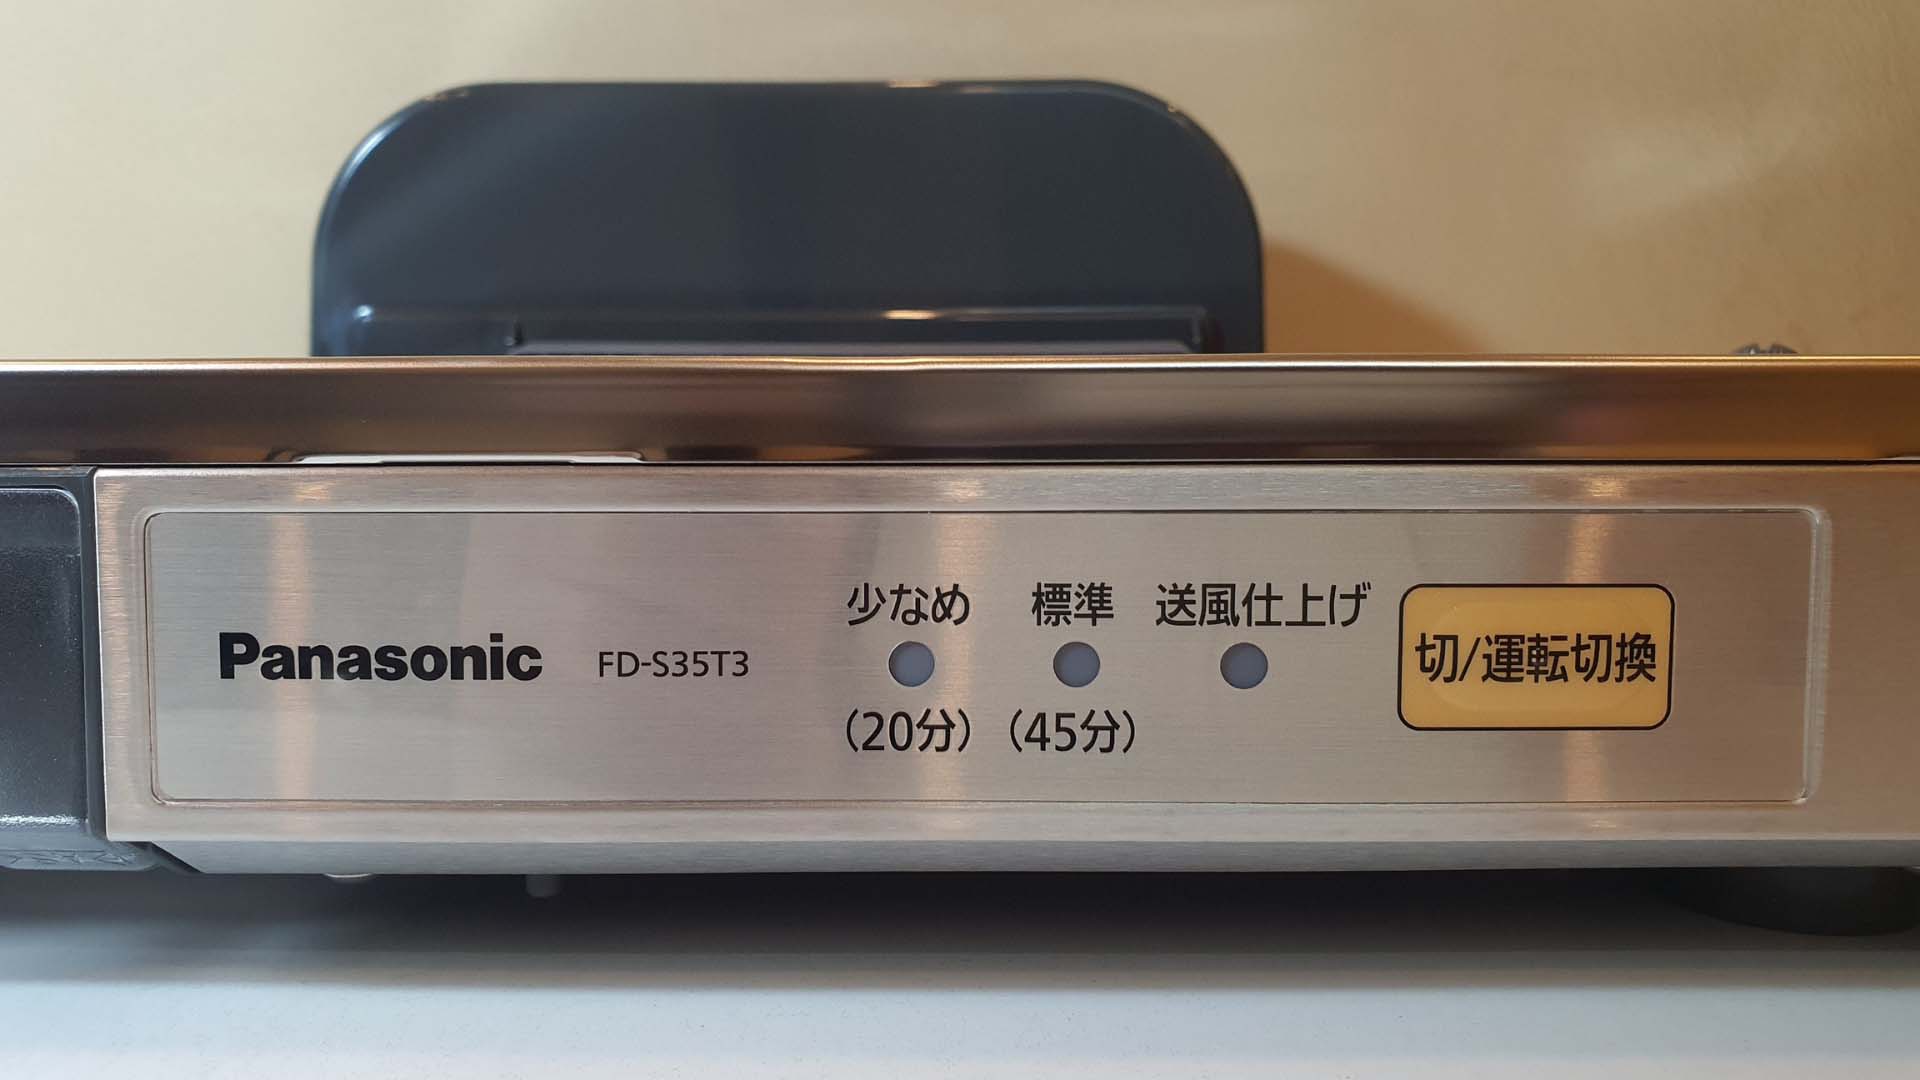 少なめ 標準 送風仕上げ
Panasonic FD-S35T3 切/運転切換
(20分) (45分)